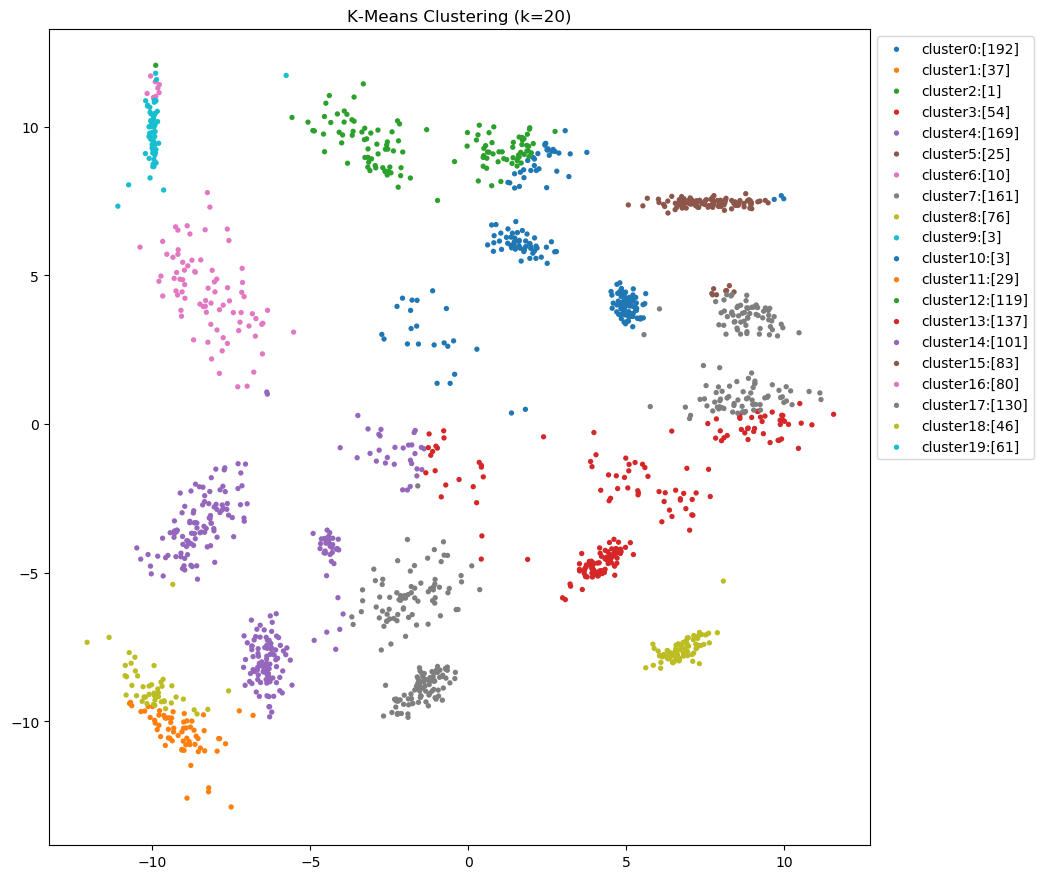 K-Means Clustering (k=20)
cluster0:[192]
cluster1:[37]
cluster2:[1]
cluster3:[54]
cluster4:[169]
cluster5:[25]
cluster6:[10]
cluster7:[161]
cluster8:[76]
cluster9:[3]
cluster10:[3]
cluster11:[29]
cluster12:[119]
cluster13:[137]
cluster14:[101]
cluster15:[83]
cluster16:[80]
cluster17:[130]
cluster18:[46]
cluster19:[61]
10
5
0
−5
−10
−10 −5 0 5 10